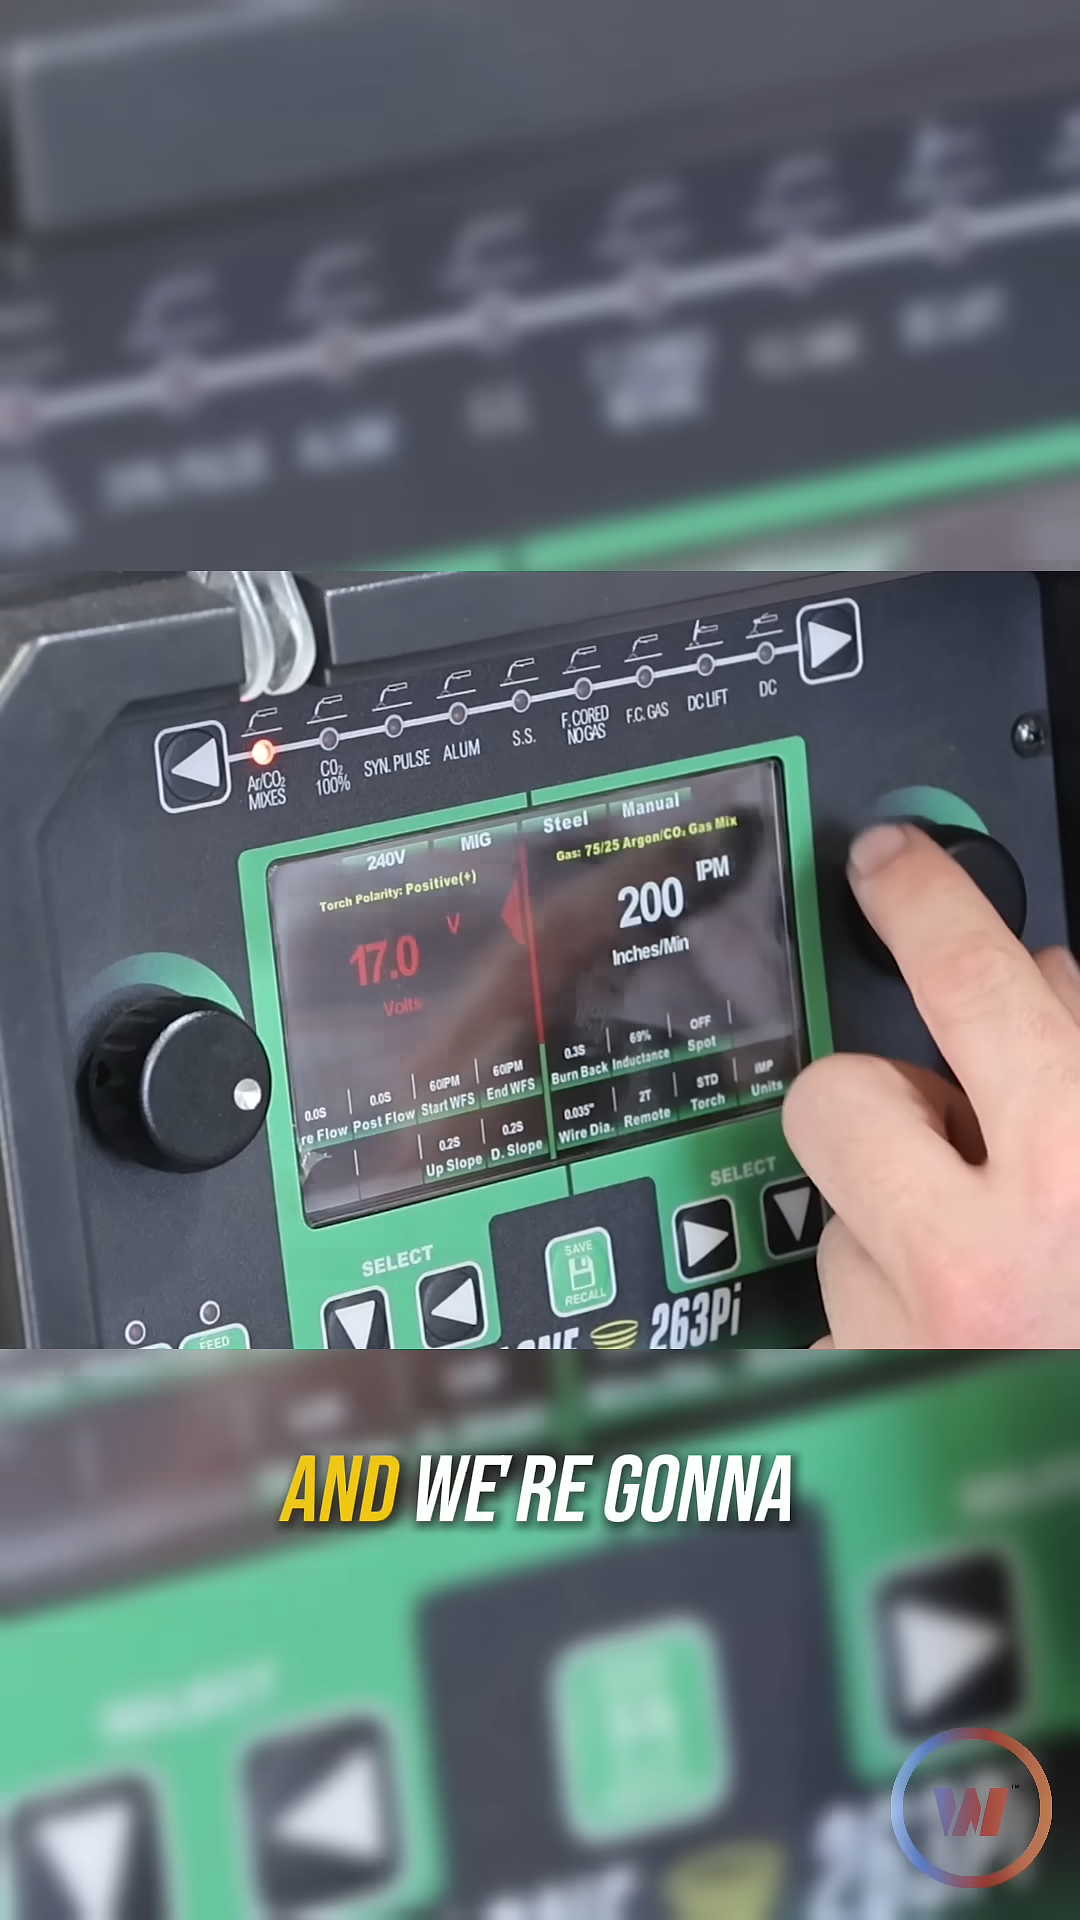 Ar/CO₂ MIXES
CO₂ 100%
SYN. PULSE
ALUM
S.S.
F.CORED NO GAS
F.C. GAS
DC LIFT
DC
240V
MIG
Steel
Manual
Torch Polarity: Positive(+)
Gas: 75/25 Argon/CO₂ Gas Mix
17.0 V
Volts
200 IPM
Inches/Min
0.0S
0.0S
60IPM
60IPM
0.3S
69%
OFF
re Flow
Post Flow
Start WFS
End WFS
Burn Back
Inductance
Spot
0.2S
0.2S
0.035"
2T
STD
IMP
Up Slope
D. Slope
Wire Dia.
Remote
Torch
Units
SELECT
SELECT
SAVE
RECALL
FEED
263Pi
AND WE'RE GONNA
W